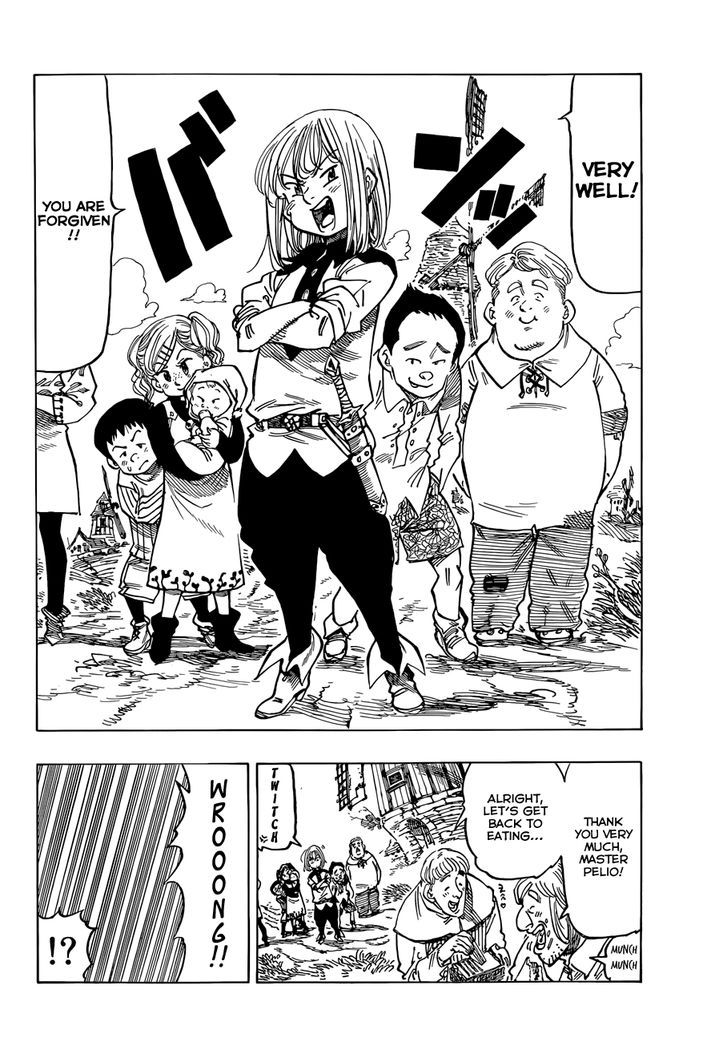 VERY
WELL!
バンッ
YOU ARE
FORGIVEN
!!
THANK
YOU VERY
MUCH,
MASTER
PELIO!
ALRIGHT,
LET'S GET
BACK TO
EATING...
MUNCH
MUNCH
TWITCH
WROOONG!!
!?